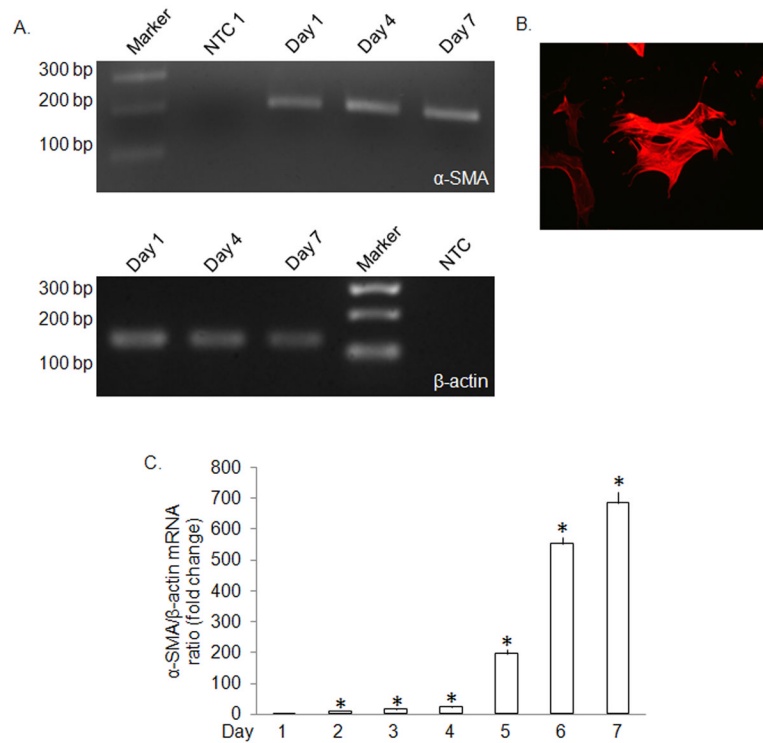 A.
Marker NTC 1 Day 1 Day 4 Day 7
300 bp
200 bp
100 bp
α-SMA
Day 1 Day 4 Day 7 Marker NTC
300 bp
200 bp
100 bp
β-actin
B.
C.
α-SMA/β-actin mRNA
ratio (fold change)
800
700
600
500
400
300
200
100
0
* * * * * *
Day 1 2 3 4 5 6 7